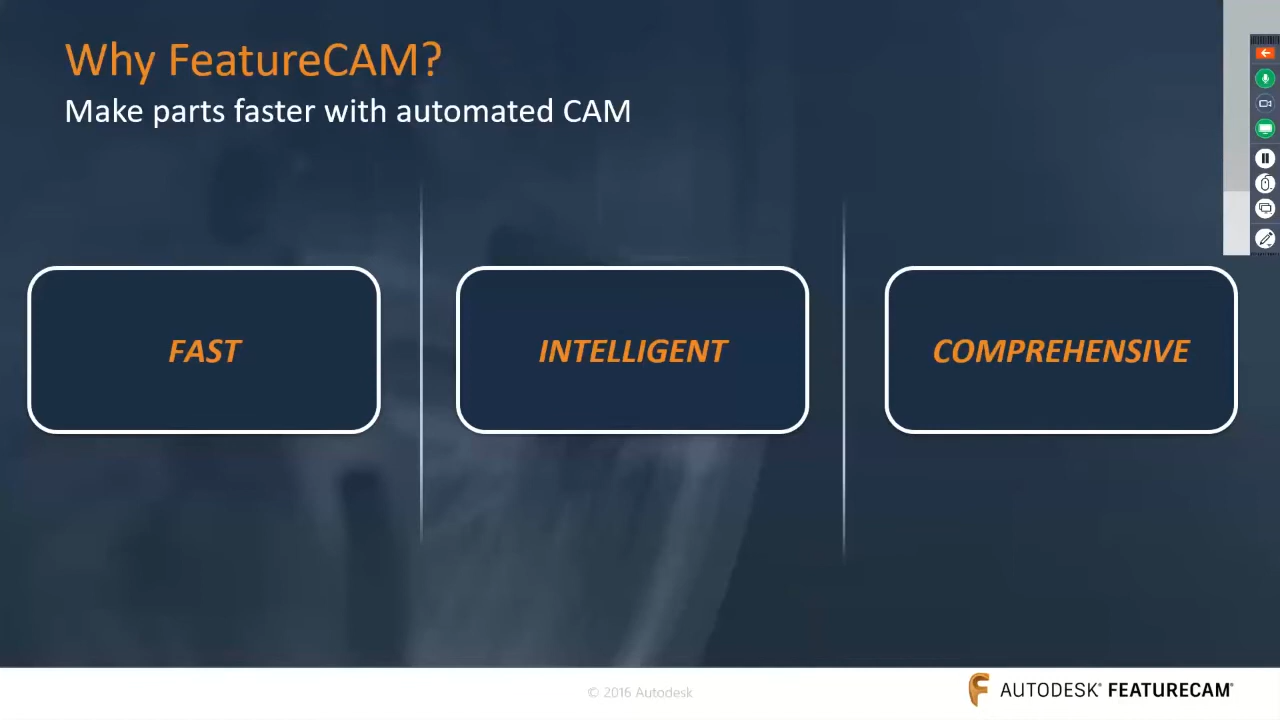 Why FeatureCAM?
Make parts faster with automated CAM
FAST
INTELLIGENT
COMPREHENSIVE
© 2016 Autodesk
AUTODESK® FEATURECAM®